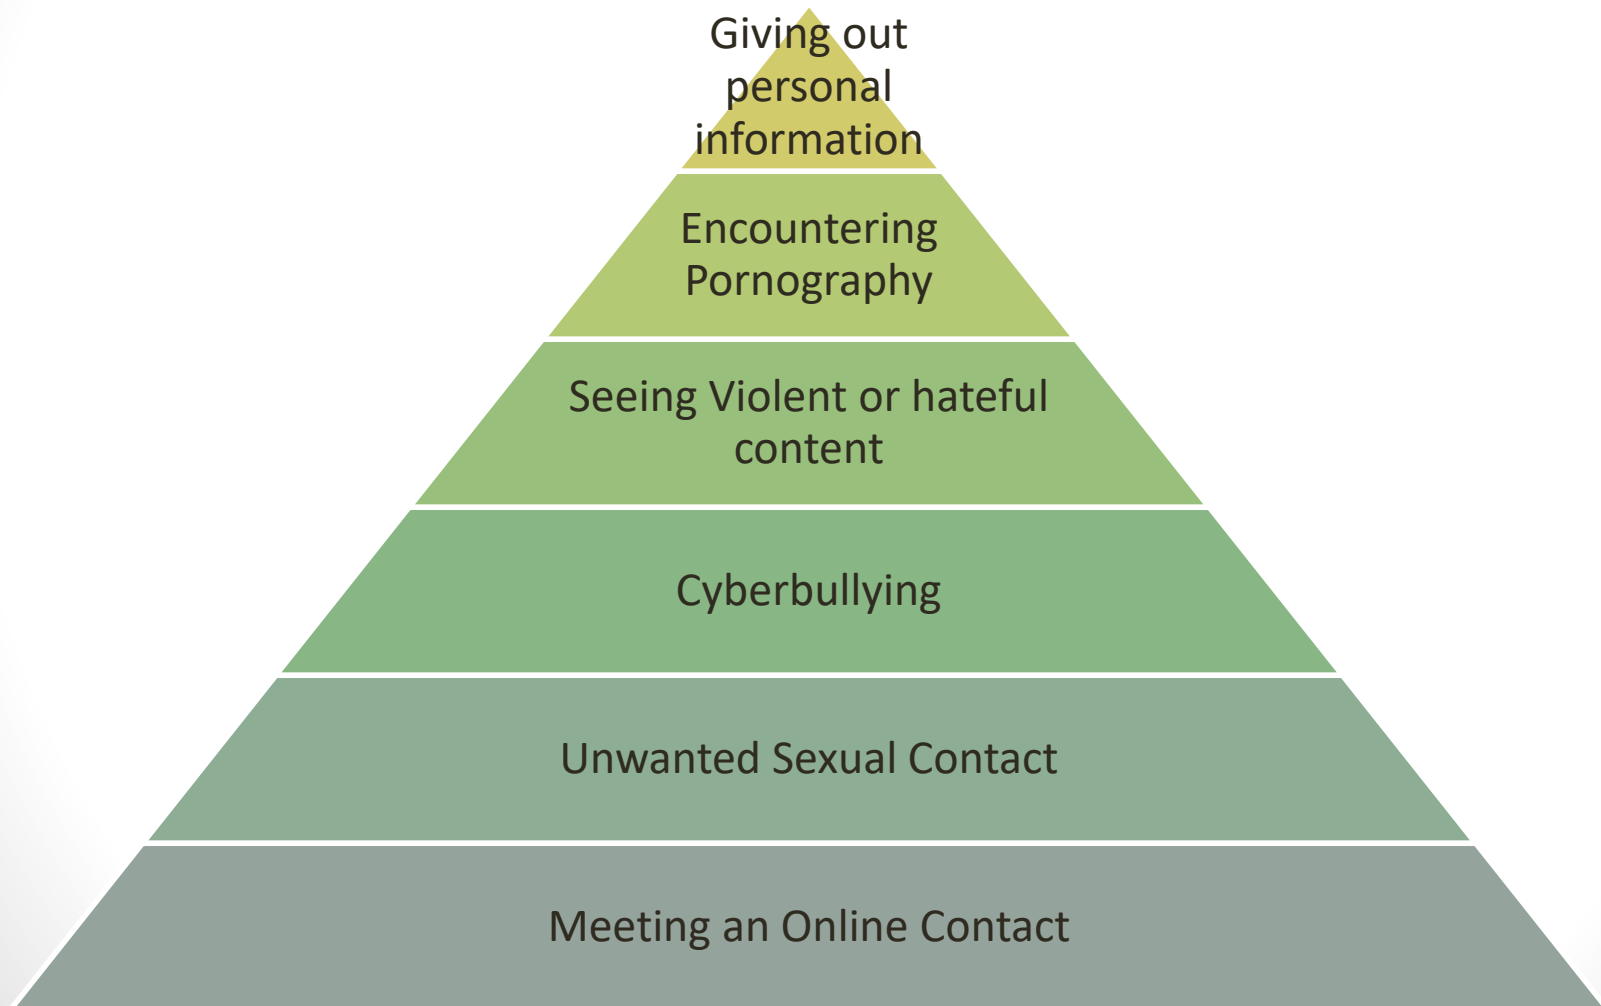 Giving out
personal
information
Encountering
Pornography
Seeing Violent or hateful
content
Cyberbullying
Unwanted Sexual Contact
Meeting an Online Contact